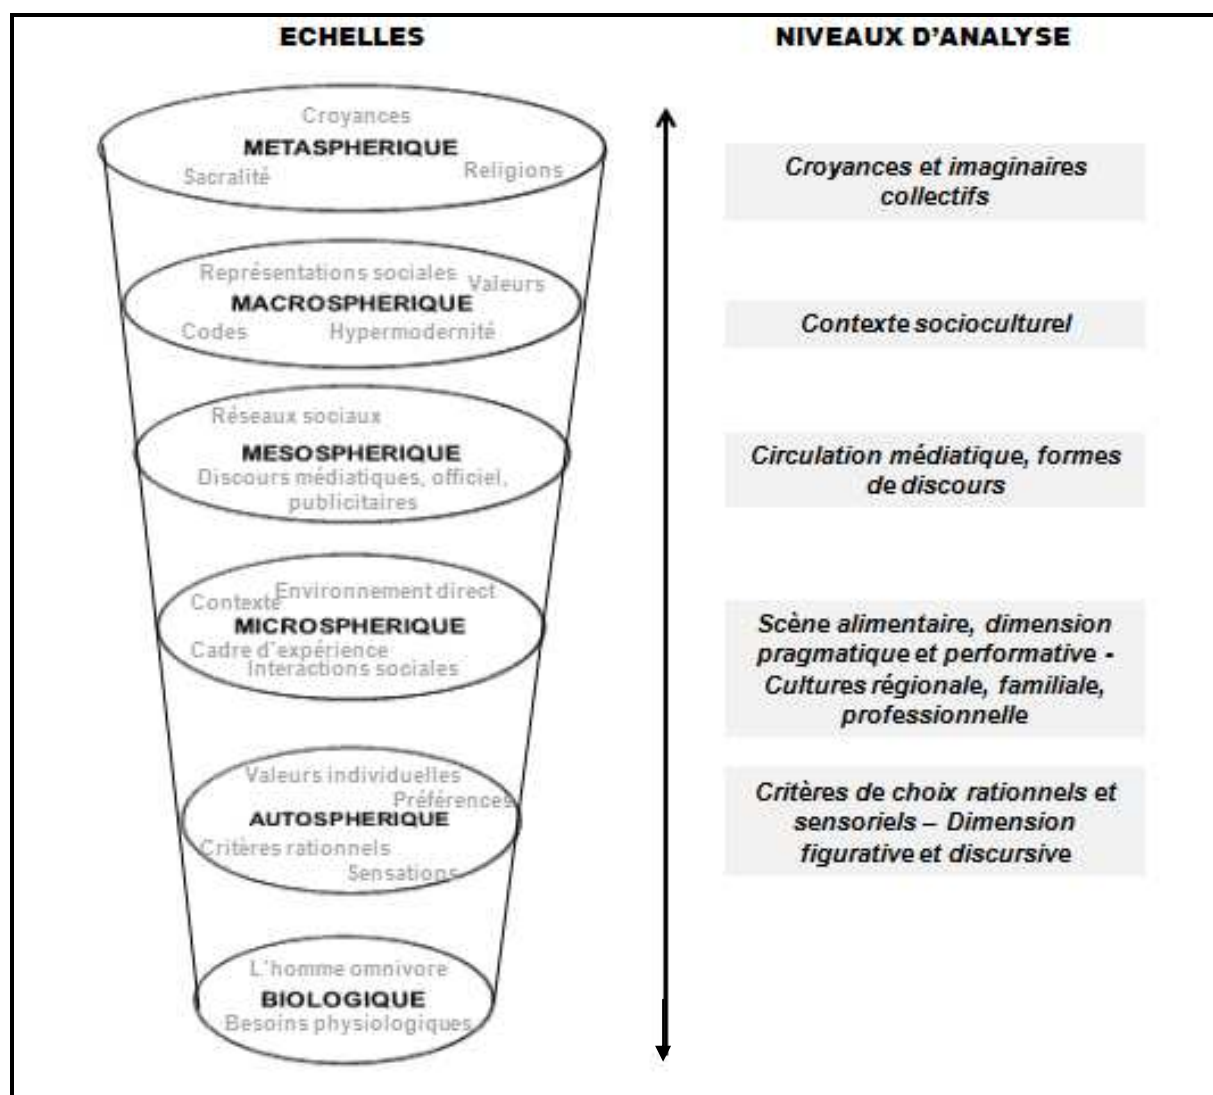 ECHELLES
NIVEAUX D'ANALYSE
Croyances
METASPHERIQUE
Sacralité
Religions
Croyances et imaginaires
collectifs
Représentations sociales
Valeurs
MACROSPHERIQUE
Codes
Hypermodernité
Contexte socioculturel
Réseaux sociaux
MESOSPHERIQUE
Discours médiatiques, officiel,
publicitaires
Circulation médiatique, formes
de discours
Environnement direct
Contexte
MICROSPHERIQUE
Cadre d'expérience
Interactions sociales
Scène alimentaire, dimension
pragmatique et performative -
Cultures régionale, familiale,
professionnelle
Valeurs individuelles
Préférences
AUTOSPHERIQUE
Critères rationnels
Sensations
Critères de choix rationnels et
sensoriels – Dimension
figurative et discursive
L'homme omnivore
BIOLOGIQUE
Besoins physiologiques